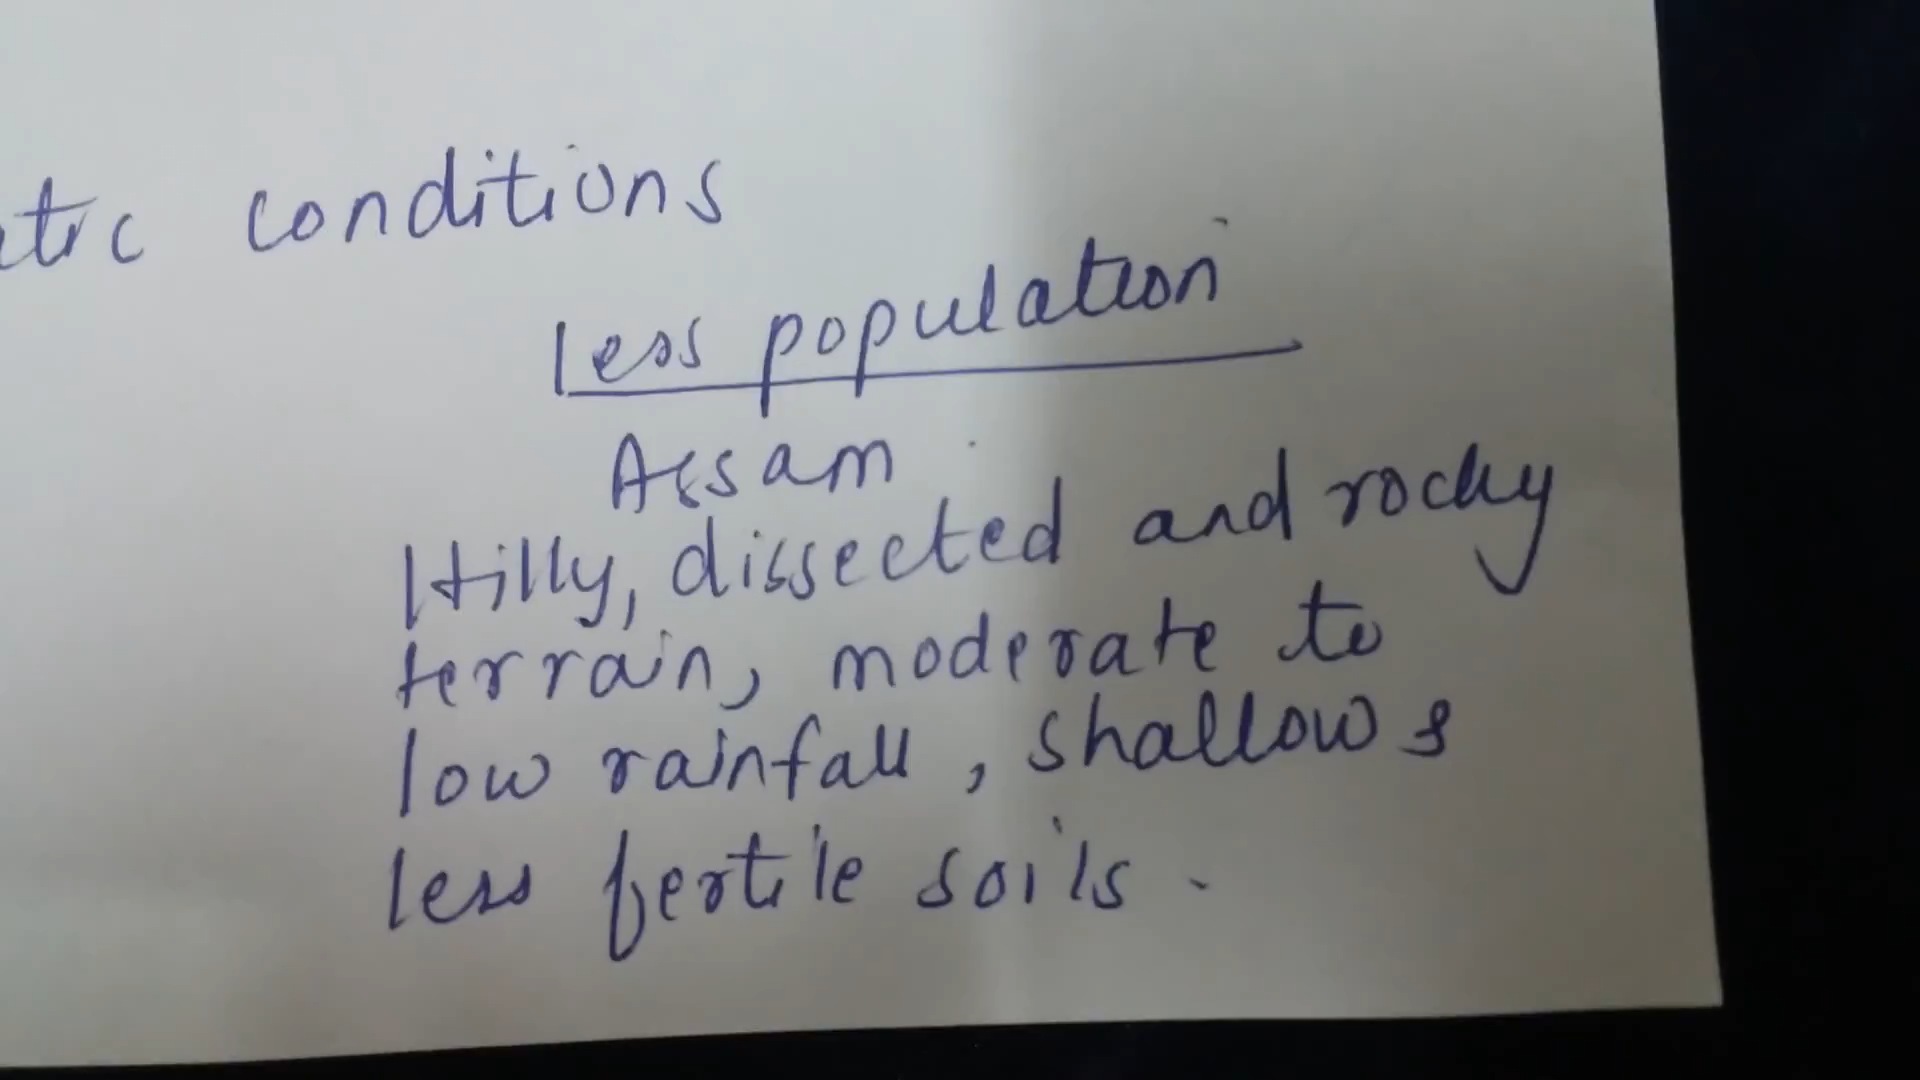 conditions
less population
Assam
Hilly, dissected and rocky
terrain, moderate to
low rainfall, shallow &
less fertile soils.